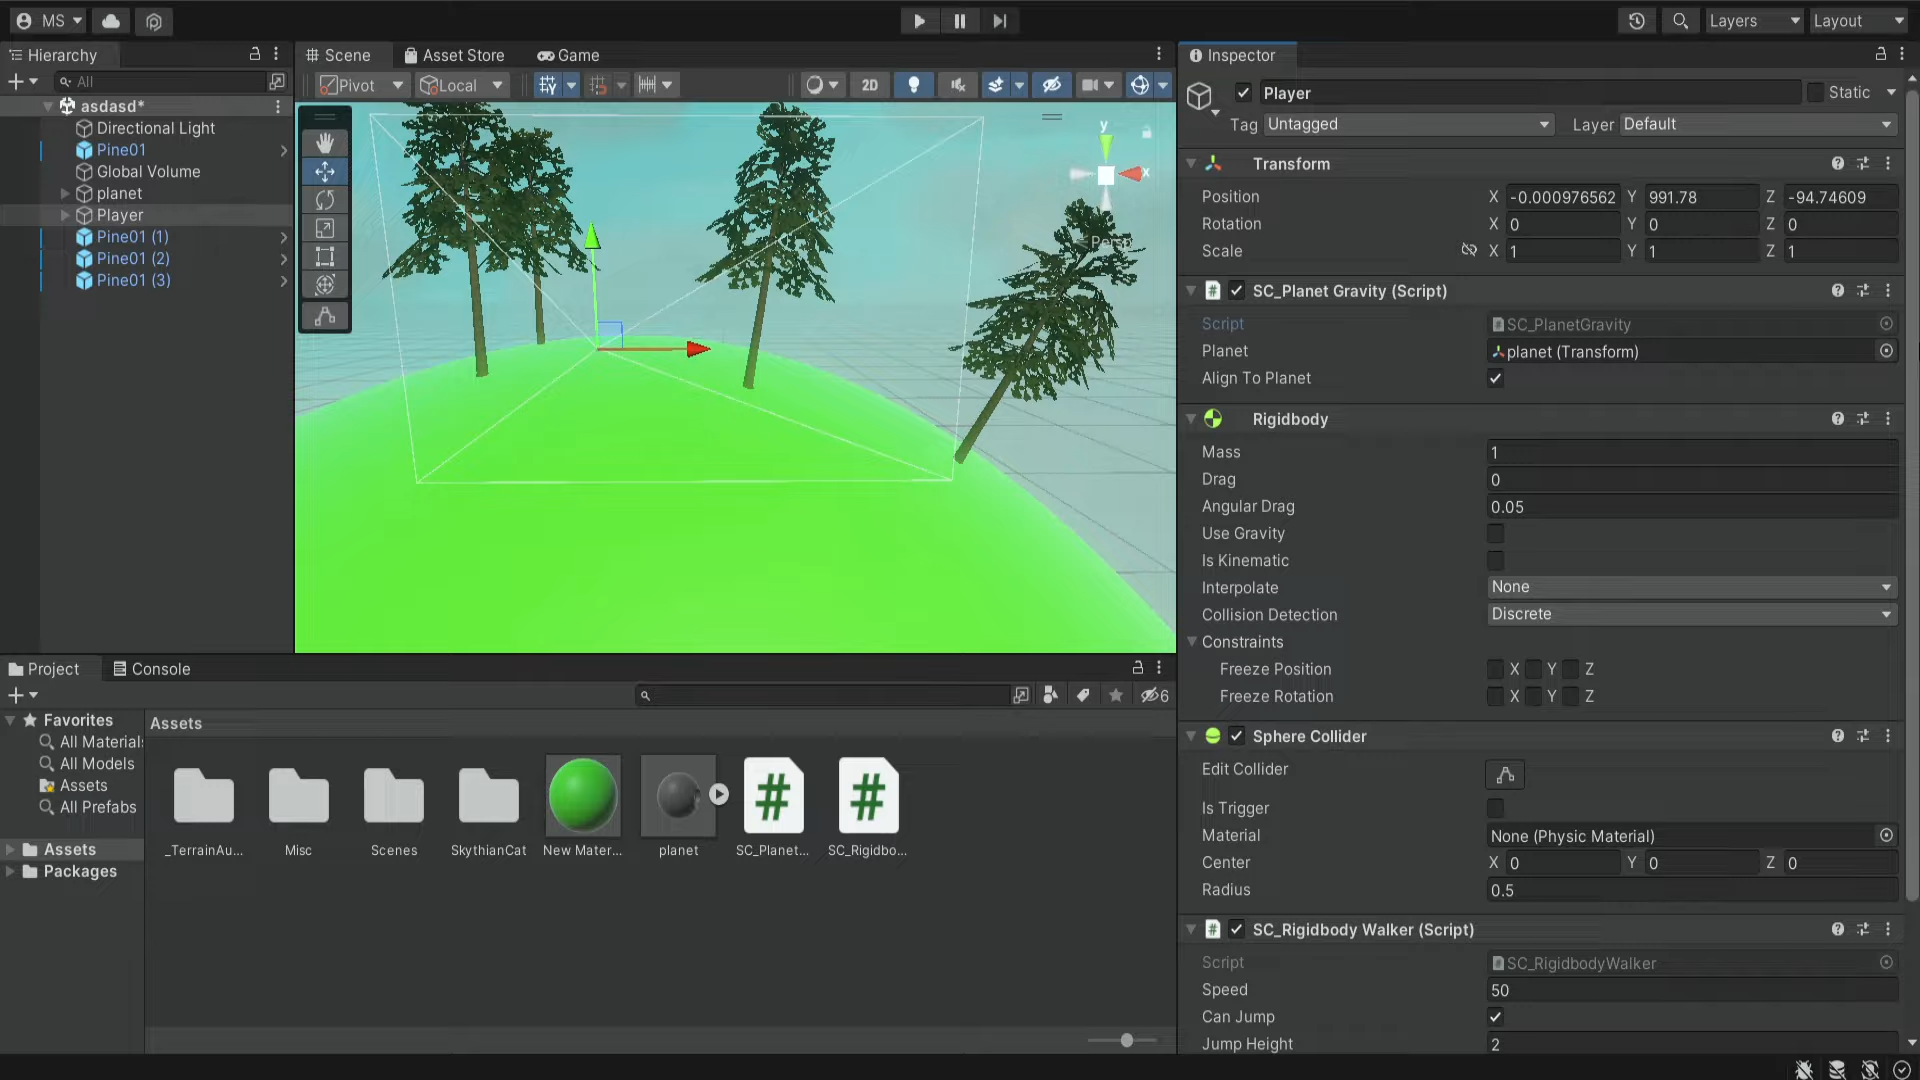 MS
Layers
Layout
Hierarchy
All
asdasd*
Directional Light
Pine01
Global Volume
planet
Player
Pine01 (1)
Pine01 (2)
Pine01 (3)
Scene
Asset Store
Game
Pivot
Local
2D
y
x
Persp
Inspector
Player
Static
Tag Untagged
Layer Default
Transform
Position X -0.000976562 Y 991.78 Z -94.74609
Rotation X 0 Y 0 Z 0
Scale X 1 Y 1 Z 1
# SC_Planet Gravity (Script)
Script SC_PlanetGravity
Planet planet (Transform)
Align To Planet
Rigidbody
Mass 1
Drag 0
Angular Drag 0.05
Use Gravity
Is Kinematic
Interpolate None
Collision Detection Discrete
Constraints
Freeze Position X Y Z
Freeze Rotation X Y Z
Sphere Collider
Edit Collider
Is Trigger
Material None (Physic Material)
Center X 0 Y 0 Z 0
Radius 0.5
# SC_Rigidbody Walker (Script)
Script SC_RigidbodyWalker
Speed 50
Can Jump
Jump Height 2
Project
Console
6
Favorites
All Material
All Models
Assets
All Prefabs
Assets
Packages
Assets
_TerrainAu...
Misc
Scenes
SkythianCat
New Mater...
planet
# SC_Planet...
# SC_Rigidbo...